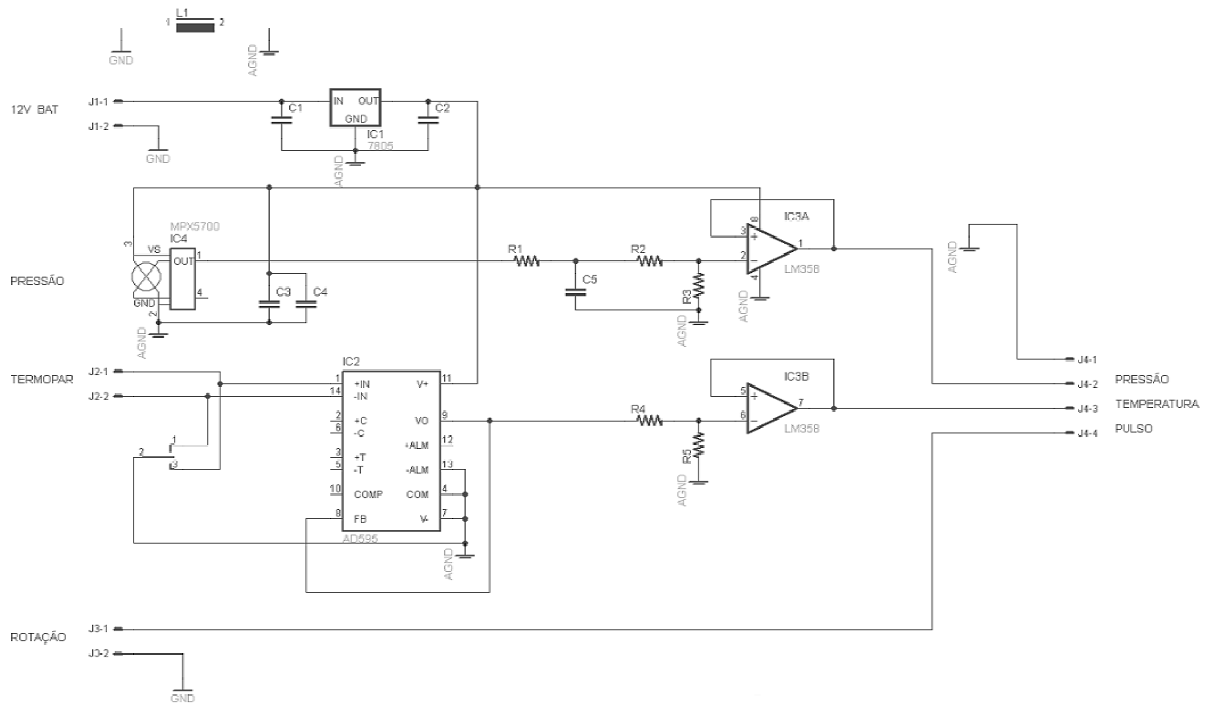 L1
1 2
GND
AGND
12V BAT
J1-1
J1-2
GND
C1
IN OUT
GND
IC1
7805
C2
AGND
MPX5700
IC4
3
VS
OUT 1
4
GND
2
AGND
PRESSÃO
C3 C4
R1
C5
R2
R3
AGND
IC3A
8
3 +
2 -
1
4
LM358
AGND
AGND
TERMOPAR
J2-1
J2-2
1
2
3
IC2
1 +IN V+ 11
14 -IN
2 +C VO 9
6 -C
+ALM 12
3 +T
5 -T -ALM 13
10 COMP COM 4
8 FB V- 7
AD595
AGND
R4
R5
AGND
IC3B
5 +
6 -
7
LM358
J4-1
J4-2 PRESSÃO
J4-3 TEMPERATURA
J4-4 PULSO
ROTAÇÃO
J3-1
J3-2
GND